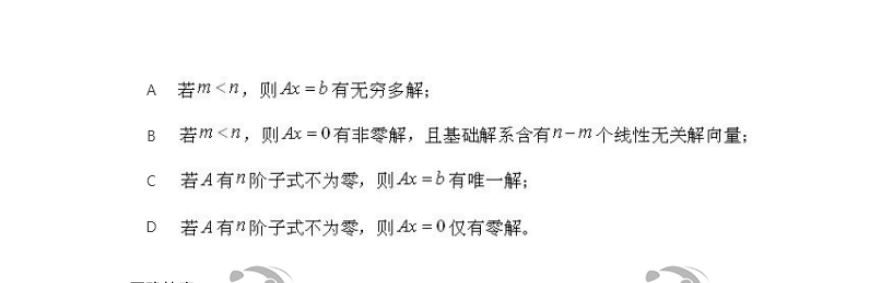 A 若m<n，则Ax=b有无穷多解；
B 若m<n，则Ax=0有非零解，且基础解系含有n−m个线性无关解向量；
C 若A有n阶子式不为零，则Ax=b有唯一解；
D 若A有n阶子式不为零，则Ax=0仅有零解。